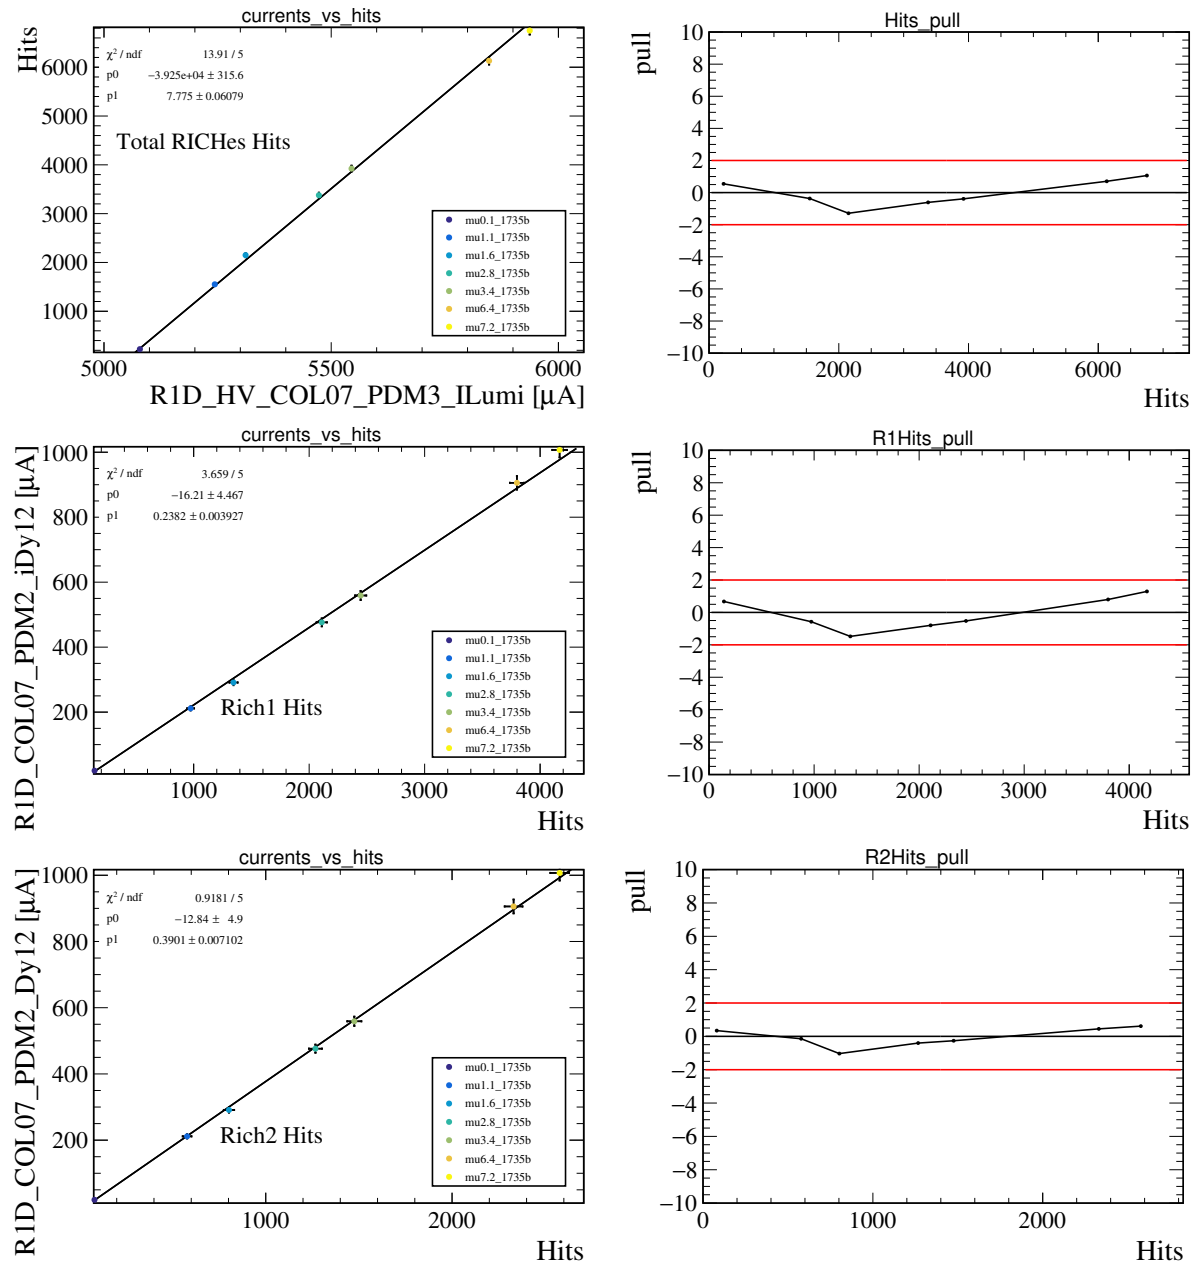 currents_vs_hits
Hits
χ² / ndf 13.91 / 5
p0 −3.925e+04 ± 315.6
p1 7.775 ± 0.06079
Total RICHes Hits
6000
5000
4000
3000
2000
1000
mu0.1_1735b
mu1.1_1735b
mu1.6_1735b
mu2.8_1735b
mu3.4_1735b
mu6.4_1735b
mu7.2_1735b
5000 5500 6000
R1D_HV_COL07_PDM3_ILumi [μA]
Hits_pull
pull
10
8
6
4
2
0
−2
−4
−6
−8
−10
0 2000 4000 6000
Hits
currents_vs_hits
R1D_COL07_PDM2_iDy12 [μA]
χ² / ndf 3.659 / 5
p0 −16.21 ± 4.467
p1 0.2382 ± 0.003927
Rich1 Hits
1000
800
600
400
200
mu0.1_1735b
mu1.1_1735b
mu1.6_1735b
mu2.8_1735b
mu3.4_1735b
mu6.4_1735b
mu7.2_1735b
1000 2000 3000 4000
Hits
R1Hits_pull
pull
10
8
6
4
2
0
−2
−4
−6
−8
−10
0 1000 2000 3000 4000
Hits
currents_vs_hits
R1D_COL07_PDM2_Dy12 [μA]
χ² / ndf 0.9181 / 5
p0 −12.84 ± 4.9
p1 0.3901 ± 0.007102
Rich2 Hits
1000
800
600
400
200
mu0.1_1735b
mu1.1_1735b
mu1.6_1735b
mu2.8_1735b
mu3.4_1735b
mu6.4_1735b
mu7.2_1735b
1000 2000
Hits
R2Hits_pull
pull
10
8
6
4
2
0
−2
−4
−6
−8
−10
0 1000 2000
Hits